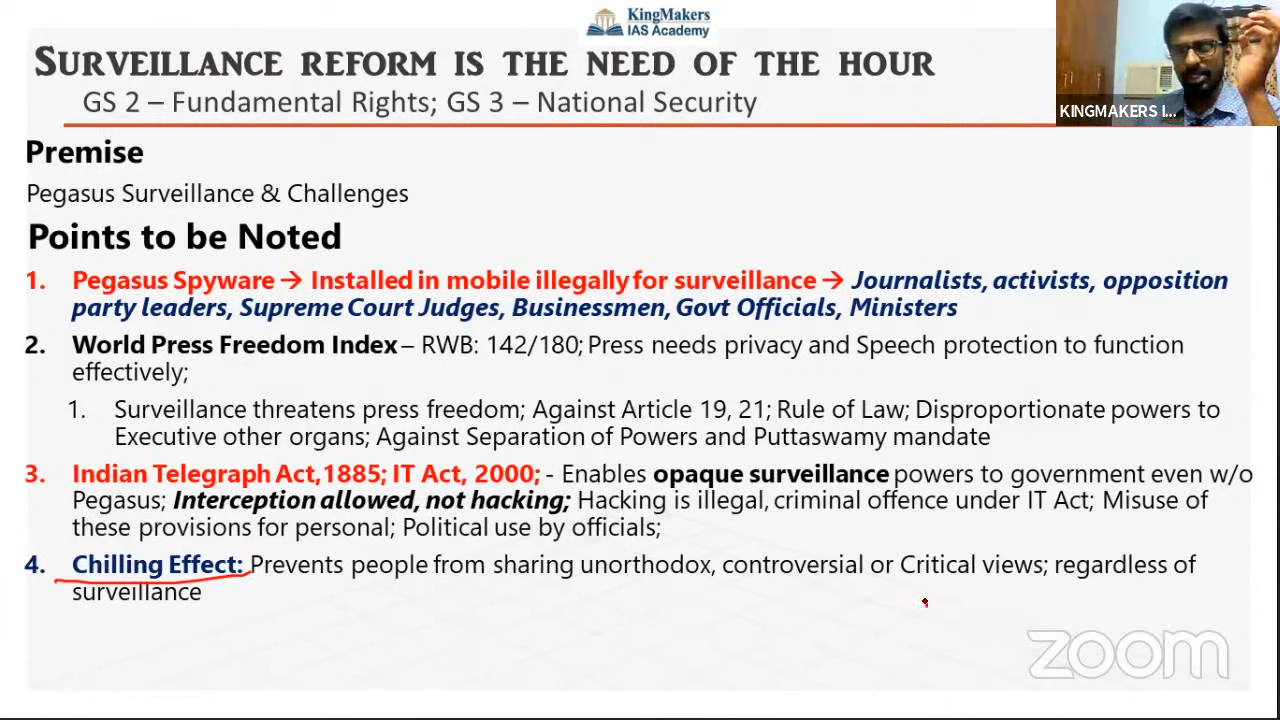 KingMakers
IAS Academy
SURVEILLANCE REFORM IS THE NEED OF THE HOUR
GS 2 – Fundamental Rights; GS 3 – National Security
KINGMAKERS I...
Premise
Pegasus Surveillance & Challenges
Points to be Noted
1. Pegasus Spyware → Installed in mobile illegally for surveillance → Journalists, activists, opposition
party leaders, Supreme Court Judges, Businessmen, Govt Officials, Ministers
2. World Press Freedom Index – RWB: 142/180; Press needs privacy and Speech protection to function
effectively;
1. Surveillance threatens press freedom; Against Article 19, 21; Rule of Law; Disproportionate powers to
Executive other organs; Against Separation of Powers and Puttaswamy mandate
3. Indian Telegraph Act,1885; IT Act, 2000; - Enables opaque surveillance powers to government even w/o
Pegasus; Interception allowed, not hacking; Hacking is illegal, criminal offence under IT Act; Misuse of
these provisions for personal; Political use by officials;
4. Chilling Effect: Prevents people from sharing unorthodox, controversial or Critical views; regardless of
surveillance
zoom